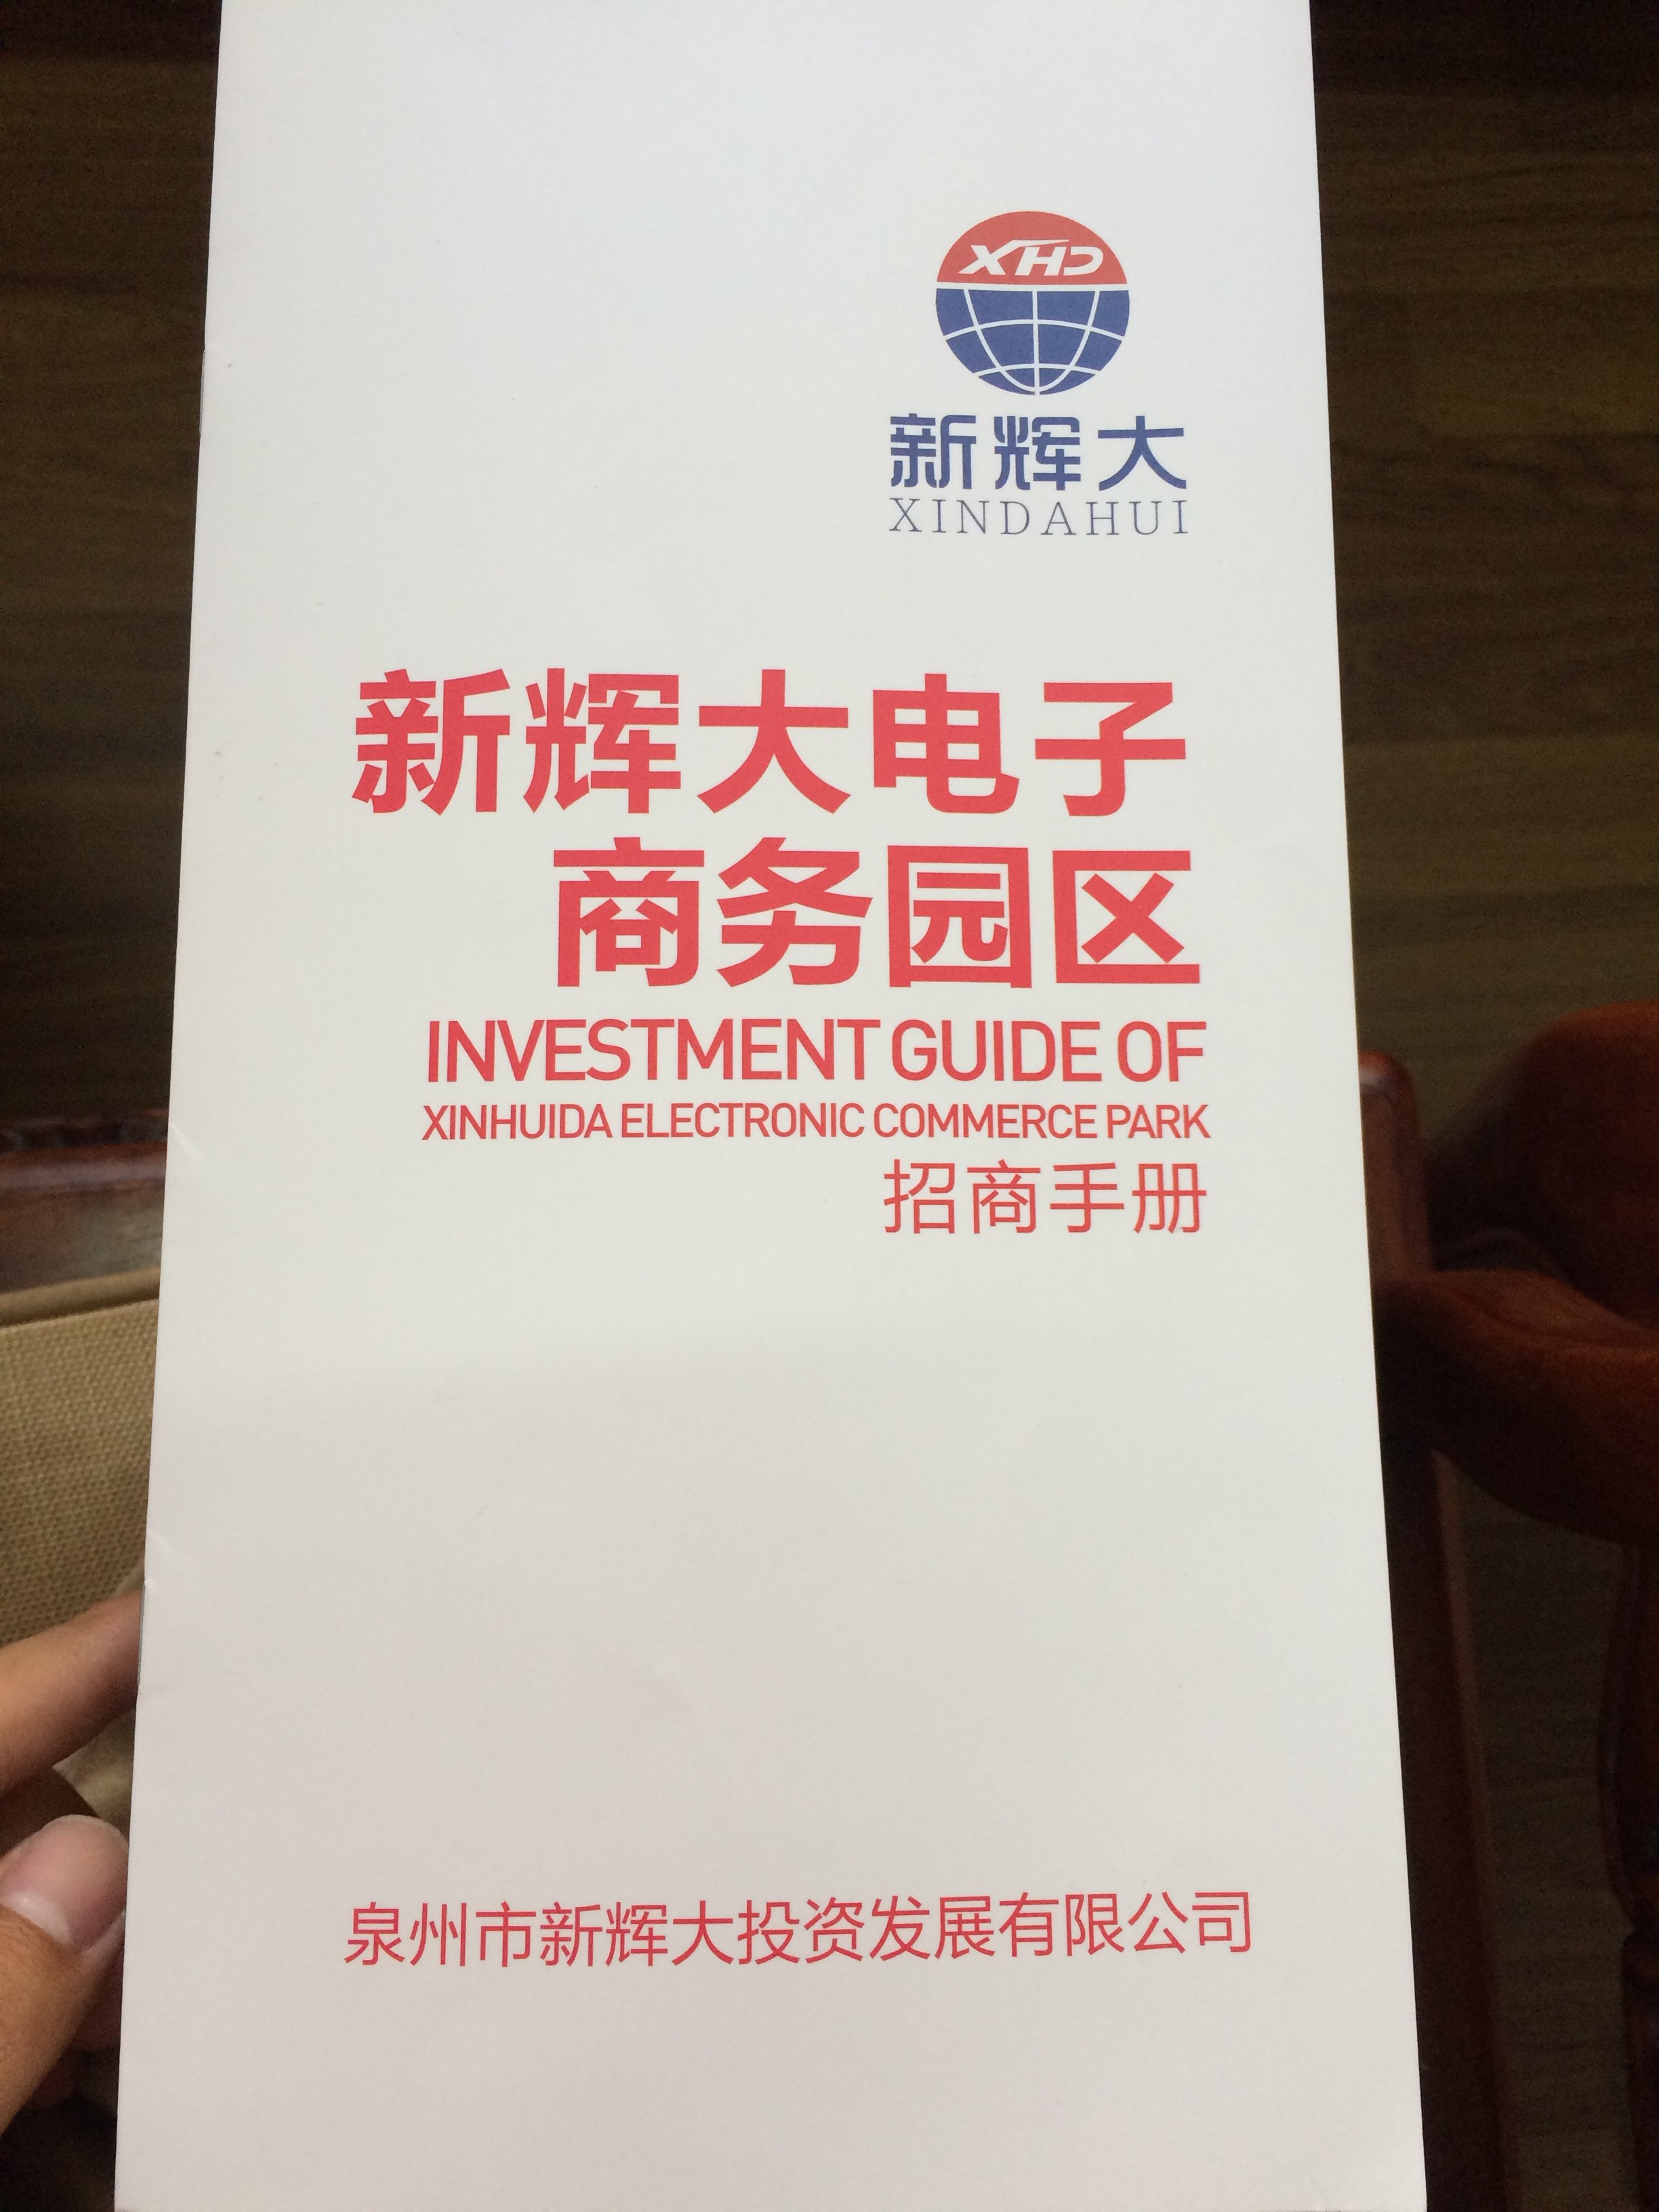 XHD
新辉大
XINDAHUI
新辉大电子
商务园区
INVESTMENT GUIDE OF
XINHUIDA ELECTRONIC COMMERCE PARK
招商手册
泉州市新辉大投资发展有限公司